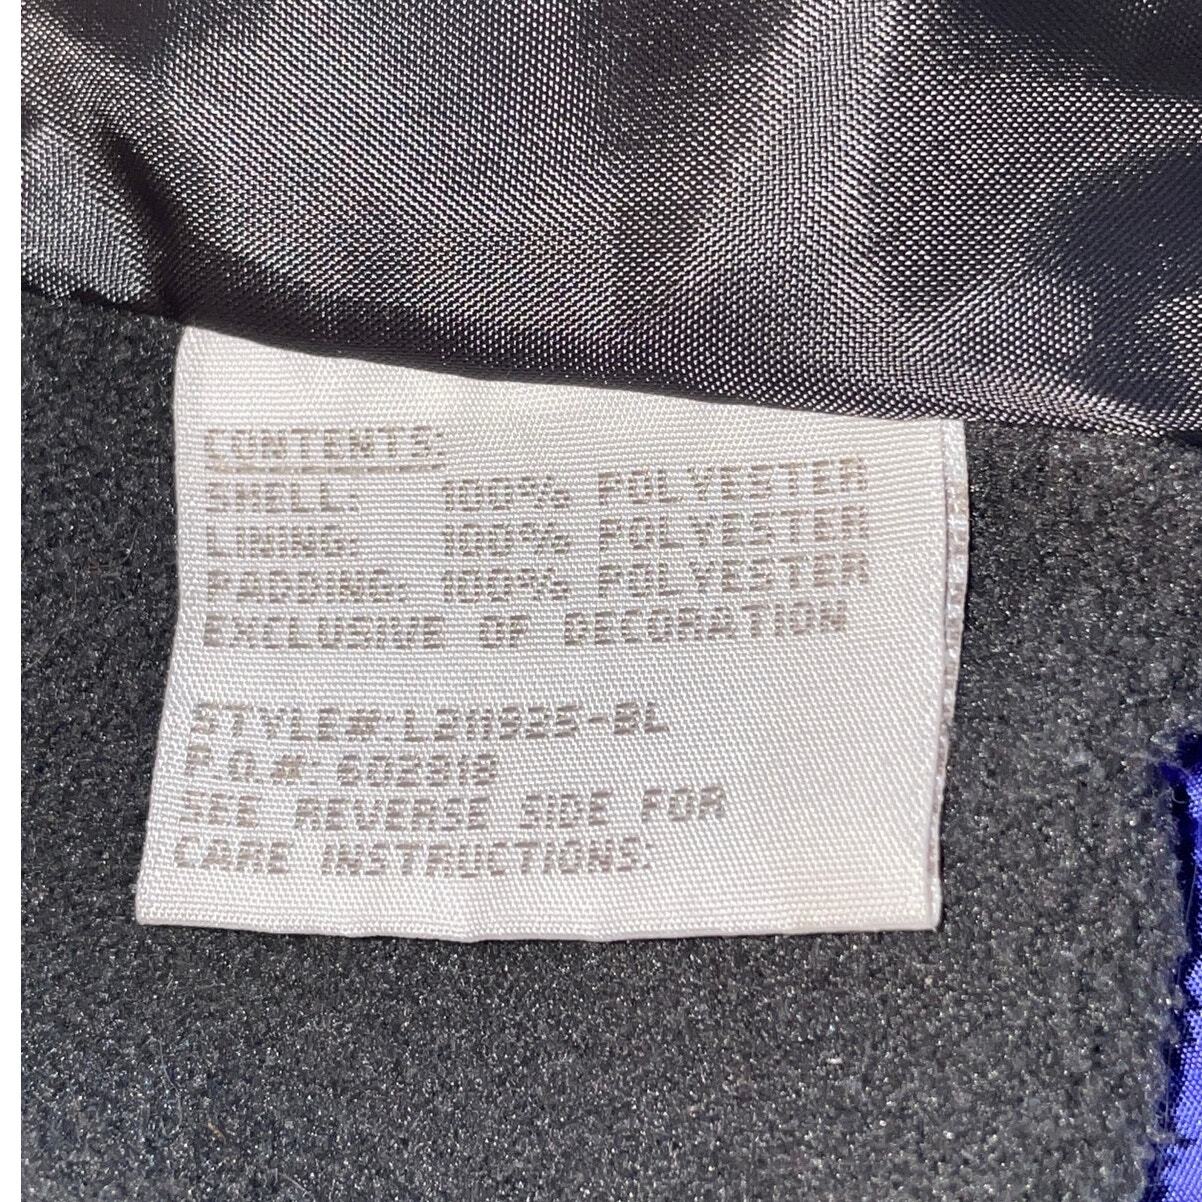 CONTENTS:
SHELL: 100% POLYESTER
LINING: 100% POLYESTER
PADDING: 100% POLYESTER
EXCLUSIVE OF DECORATION
STYLE#:L211925-BL
P.O.#: 602318
SEE REVERSE SIDE FOR
CARE INSTRUCTIONS.